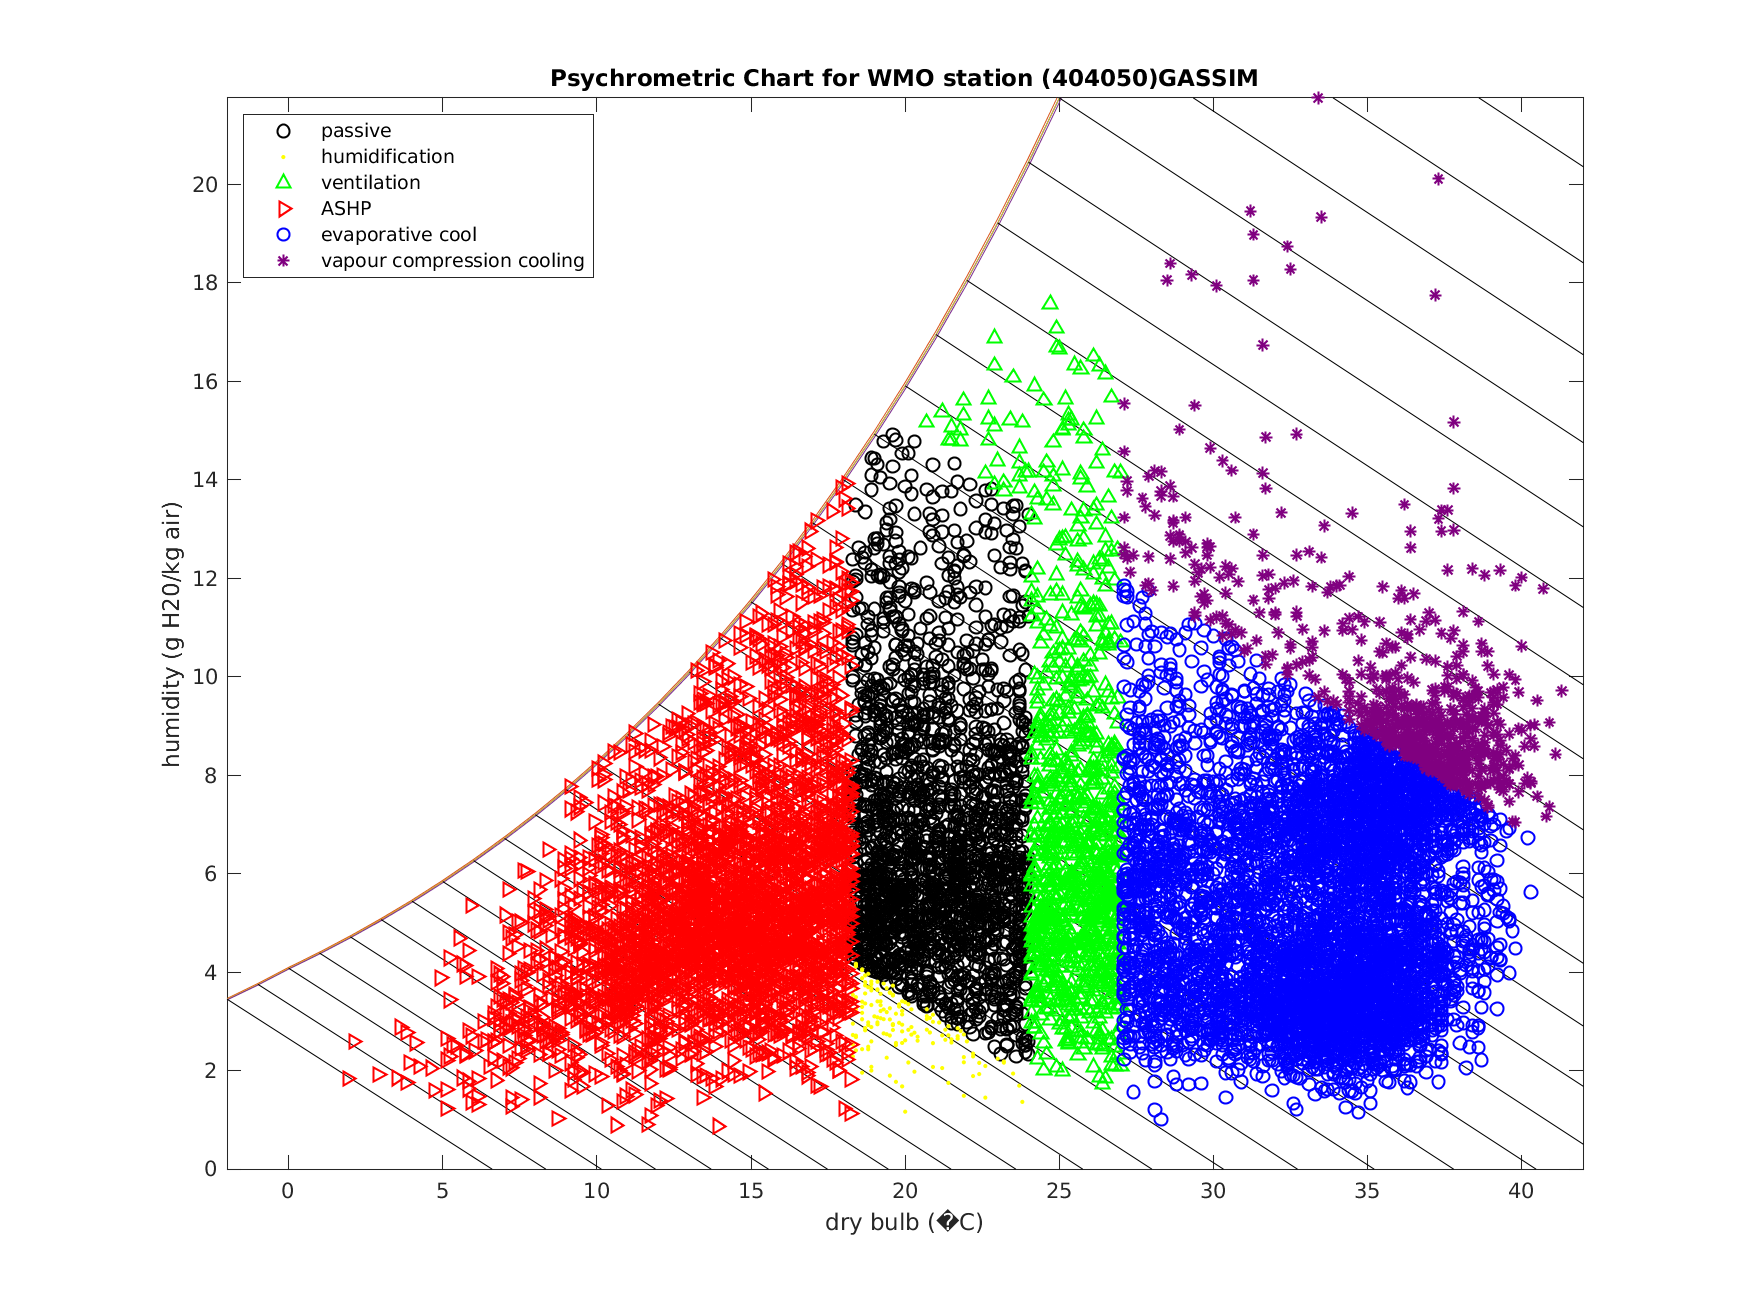 Psychrometric Chart for WMO station (404050)GASSIM
passive
humidification
ventilation
ASHP
evaporative cool
vapour compression cooling
humidity (g H20/kg air)
20
18
16
14
12
10
8
6
4
2
0
0 5 10 15 20 25 30 35 40
dry bulb (�C)